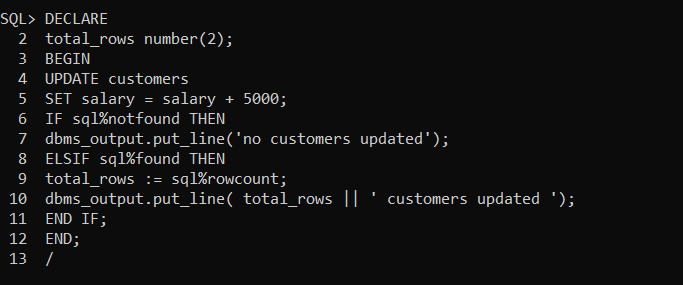 SQL> DECLARE
2 total_rows number(2);
3 BEGIN
4 UPDATE customers
5 SET salary = salary + 5000;
6 IF sql%notfound THEN
7 dbms_output.put_line('no customers updated');
8 ELSIF sql%found THEN
9 total_rows := sql%rowcount;
10 dbms_output.put_line( total_rows || ' customers updated ');
11 END IF;
12 END;
13 /